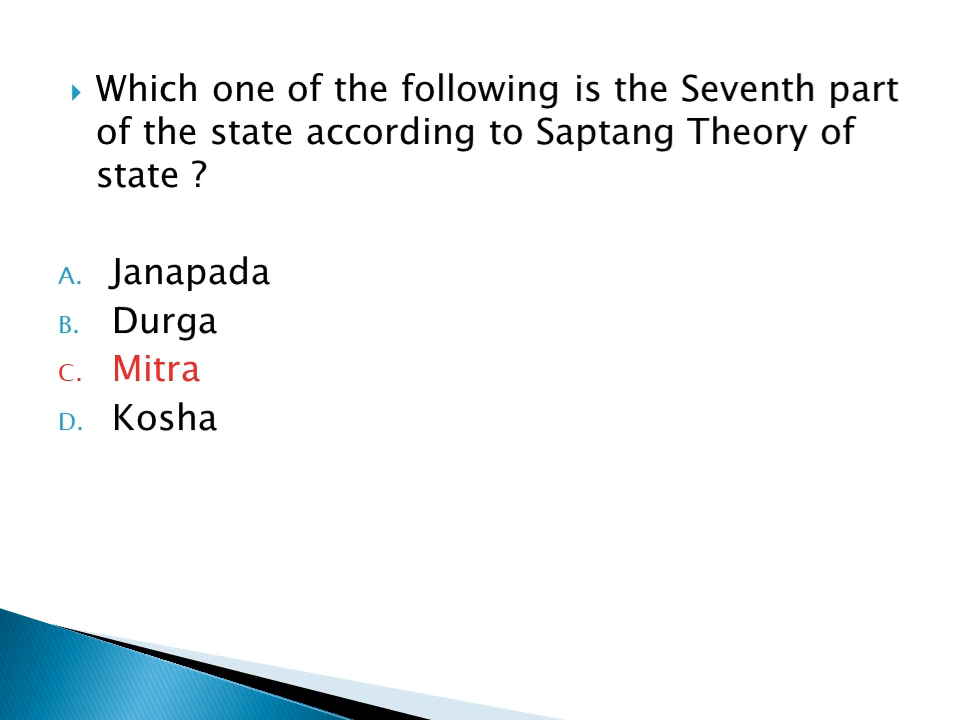 Which one of the following is the Seventh part
of the state according to Saptang Theory of
state ?
A. Janapada
B. Durga
C. Mitra
D. Kosha